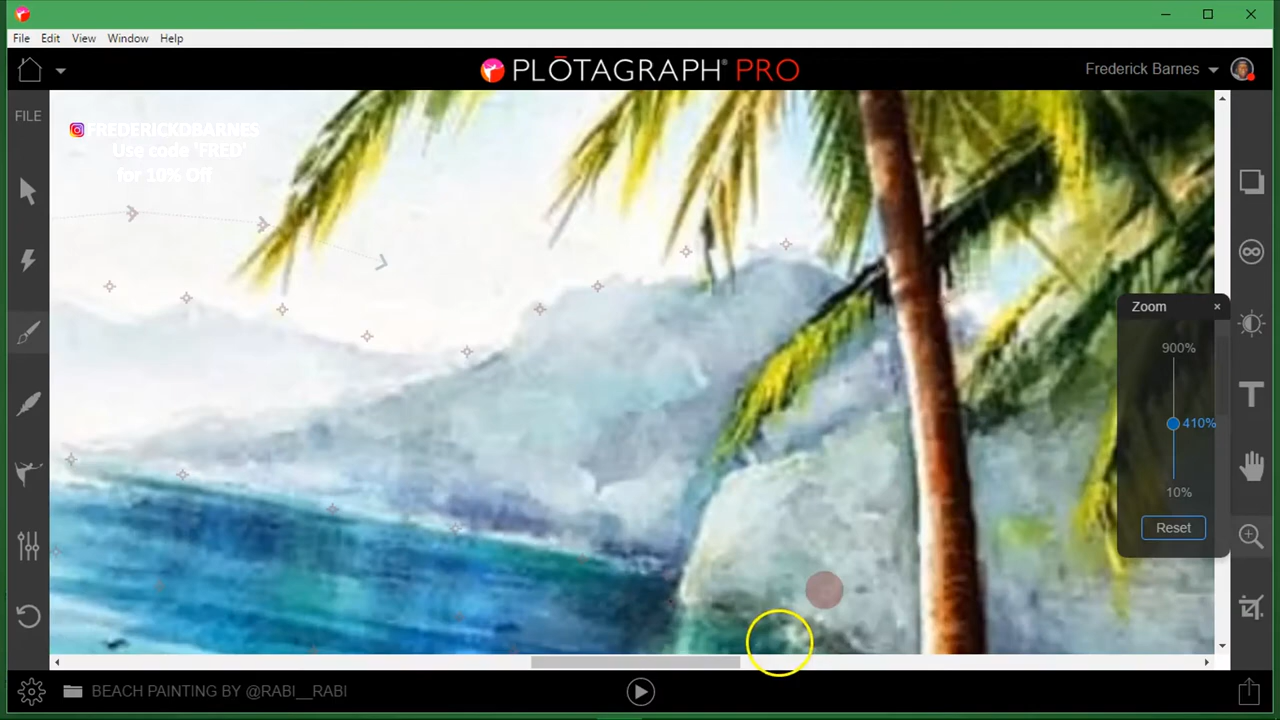 File Edit View Window Help
PLŌTAGRAPH® PRO
Frederick Barnes
FILE
FREDERICKDBARNES
Use code 'FRED'
for 10% Off
Zoom ×
900%
410%
10%
Reset
T
BEACH PAINTING BY @RABI__RABI